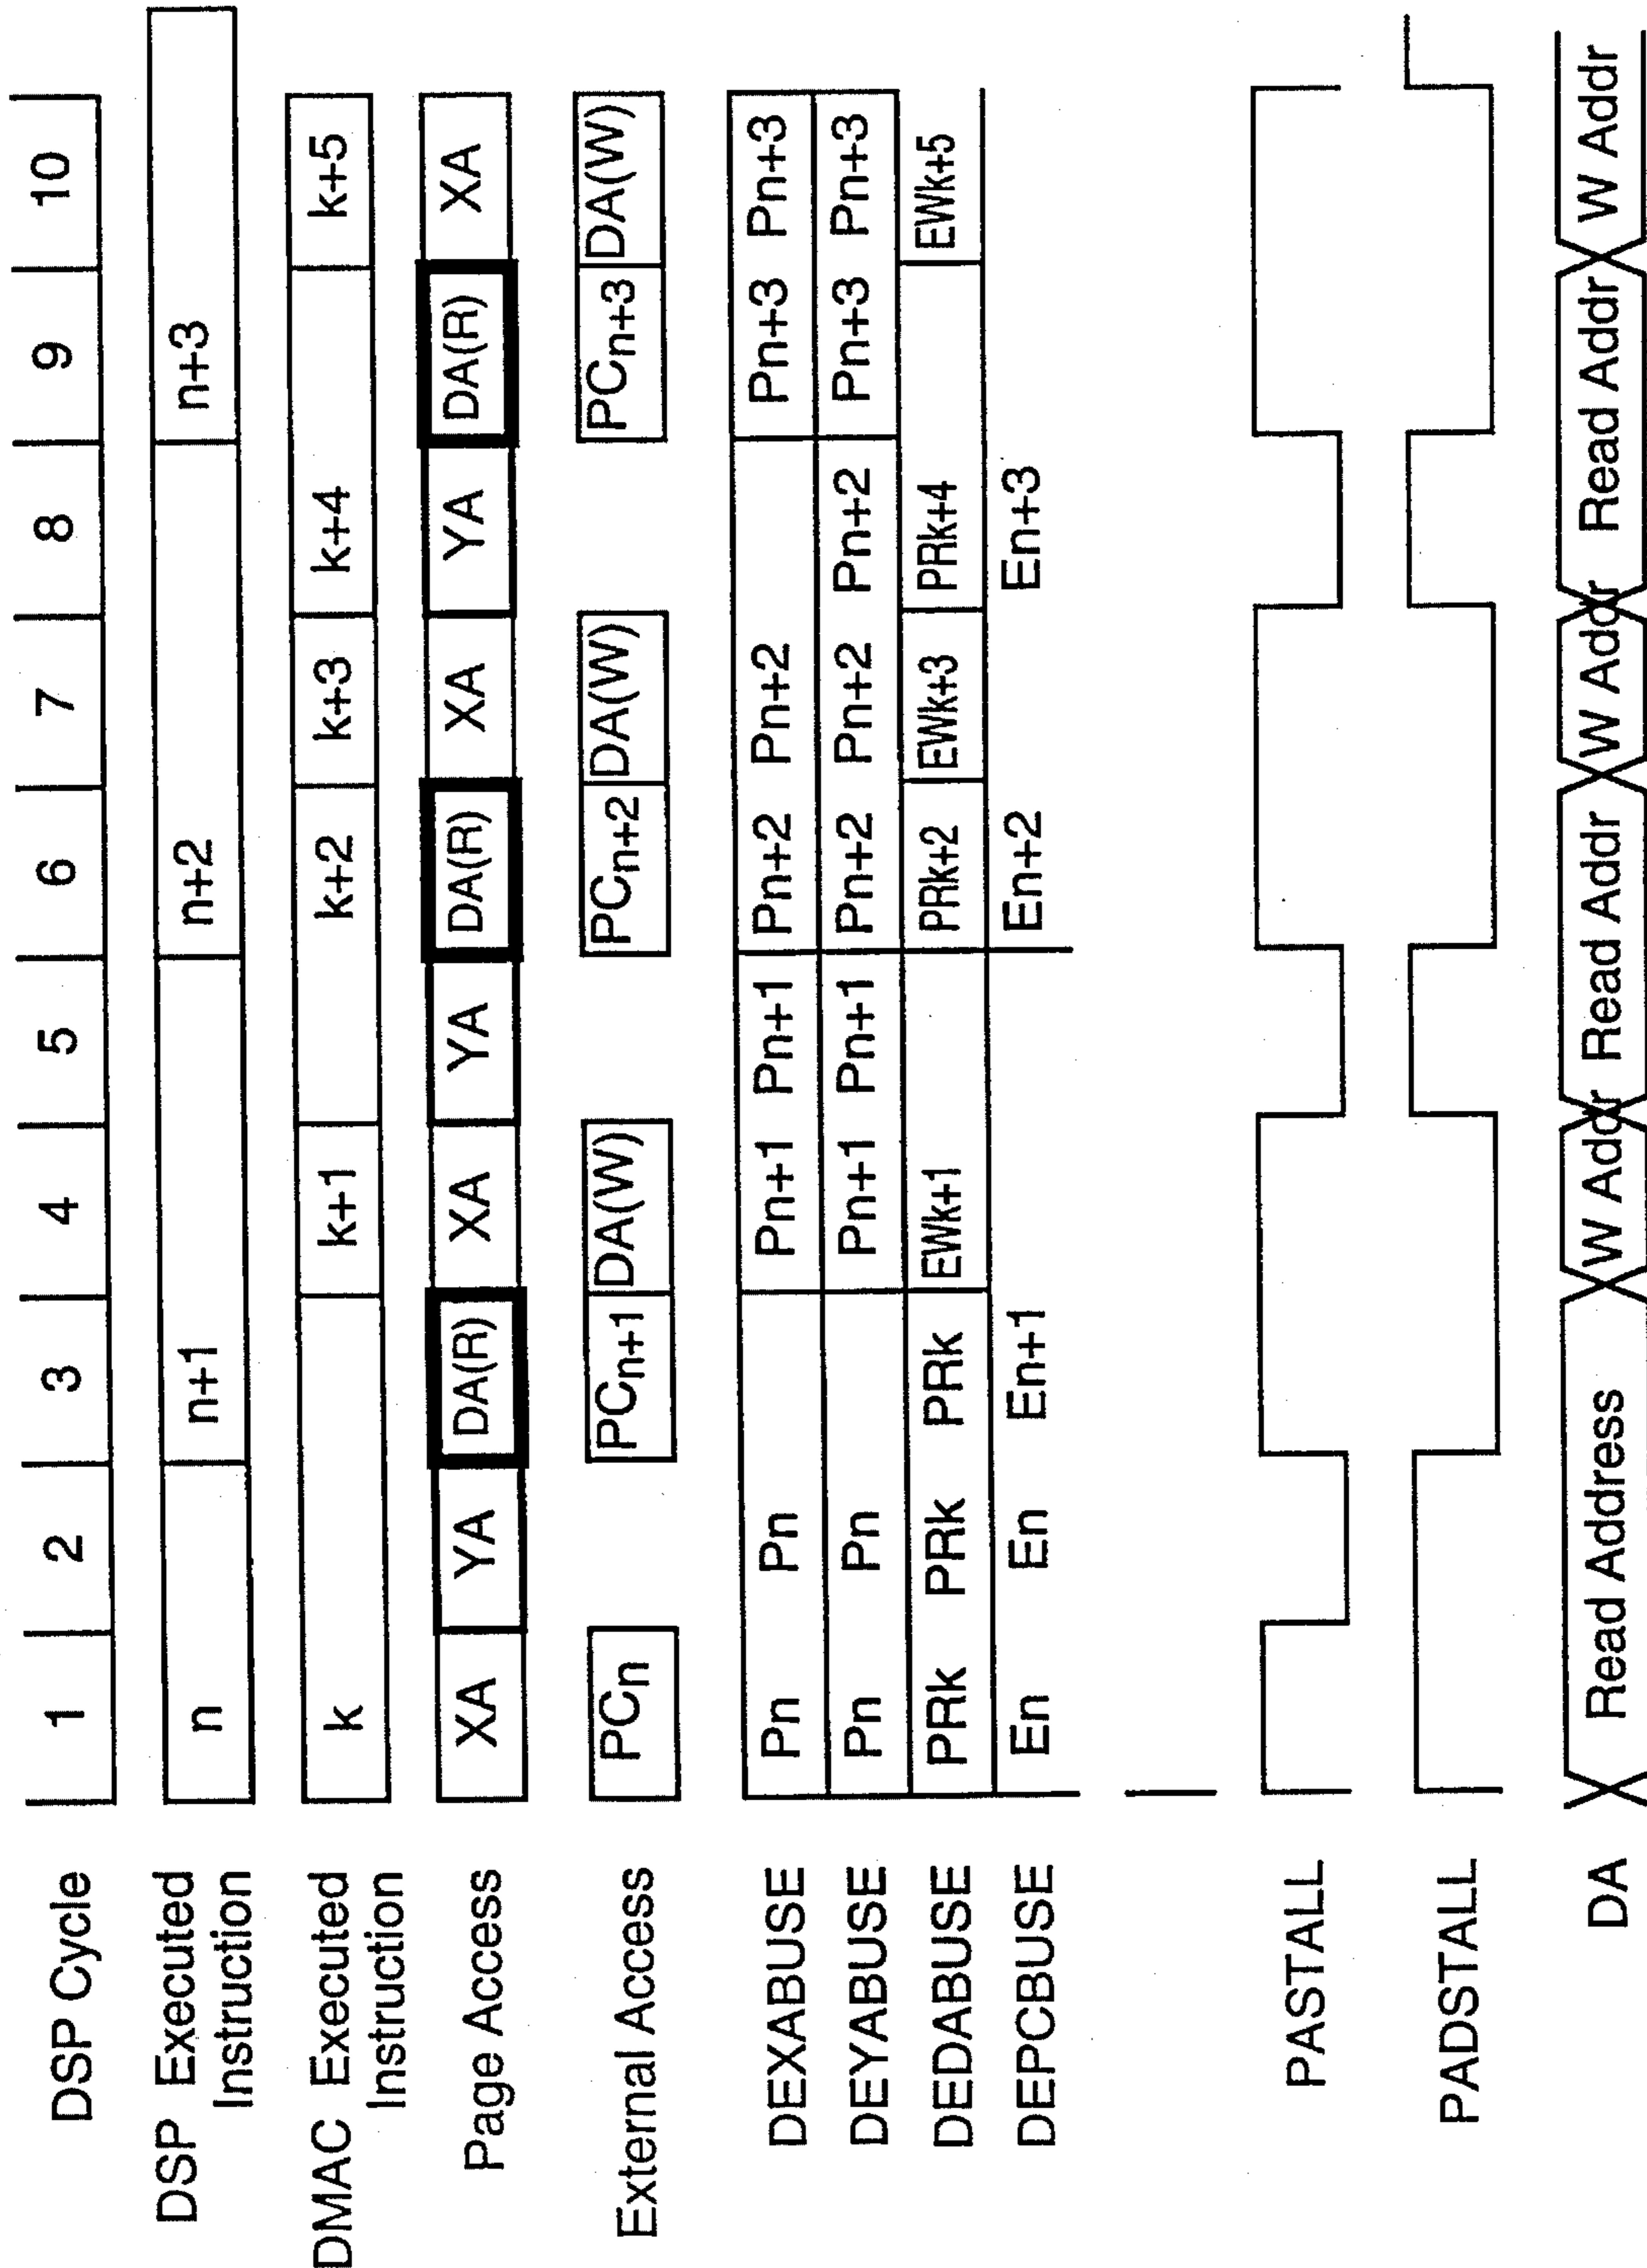 DSP Cycle 1 2 3 4 5 6 7 8 9 10
DSP Executed Instruction n n+1 n+2 n+3
DMAC Executed Instruction k k+1 k+2 k+3 k+4 k+5
Page Access XA YA DA(R) XA YA DA(R) XA YA DA(R) XA
External Access PCn PCn+1 DA(W) PCn+2 DA(W) PCn+3 DA(W)
DEXABUSE Pn Pn Pn+1 Pn+1 Pn+2 Pn+2 Pn+3 Pn+3
DEYABUSE Pn Pn Pn+1 Pn+1 Pn+2 Pn+2 Pn+2 Pn+3 Pn+3
DEDABUSE PRk PRk PRk EWk+1 PRk+2 EWk+3 PRk+4 EWk+5
DEPCBUSE En En En+1 En+2 En+3
PASTALL
PADSTALL
DA Read Address W Addr Read Addr W Addr Read Addr W Addr